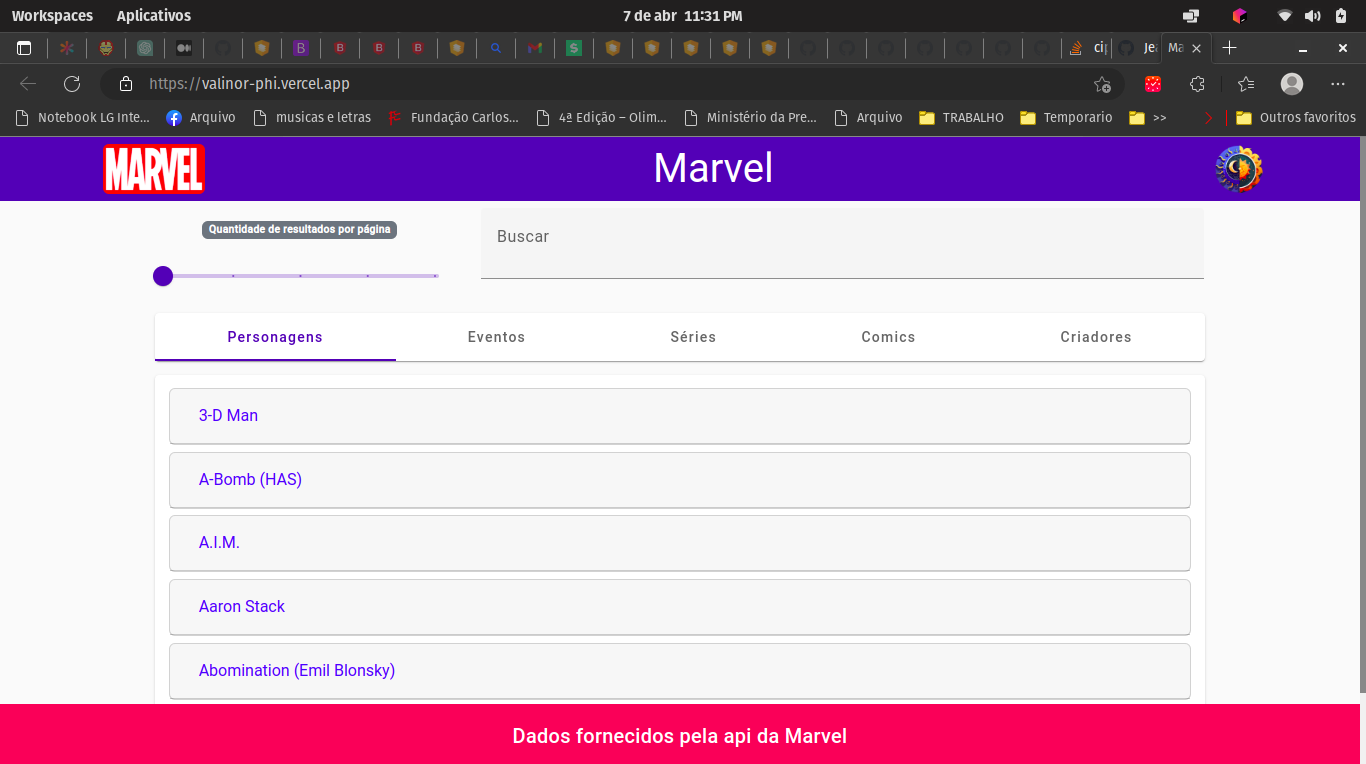 Workspaces Aplicativos 7 de abr 11:31 PM
Ma
https://valinor-phi.vercel.app
Notebook LG Inte... Arquivo musicas e letras Fundação Carlos... 4ª Edição – Olim... Ministério da Pre... Arquivo TRABALHO Temporario >> Outros favoritos
MARVEL Marvel
Quantidade de resultados por página
Buscar
Personagens Eventos Séries Comics Criadores
3-D Man
A-Bomb (HAS)
A.I.M.
Aaron Stack
Abomination (Emil Blonsky)
Dados fornecidos pela api da Marvel